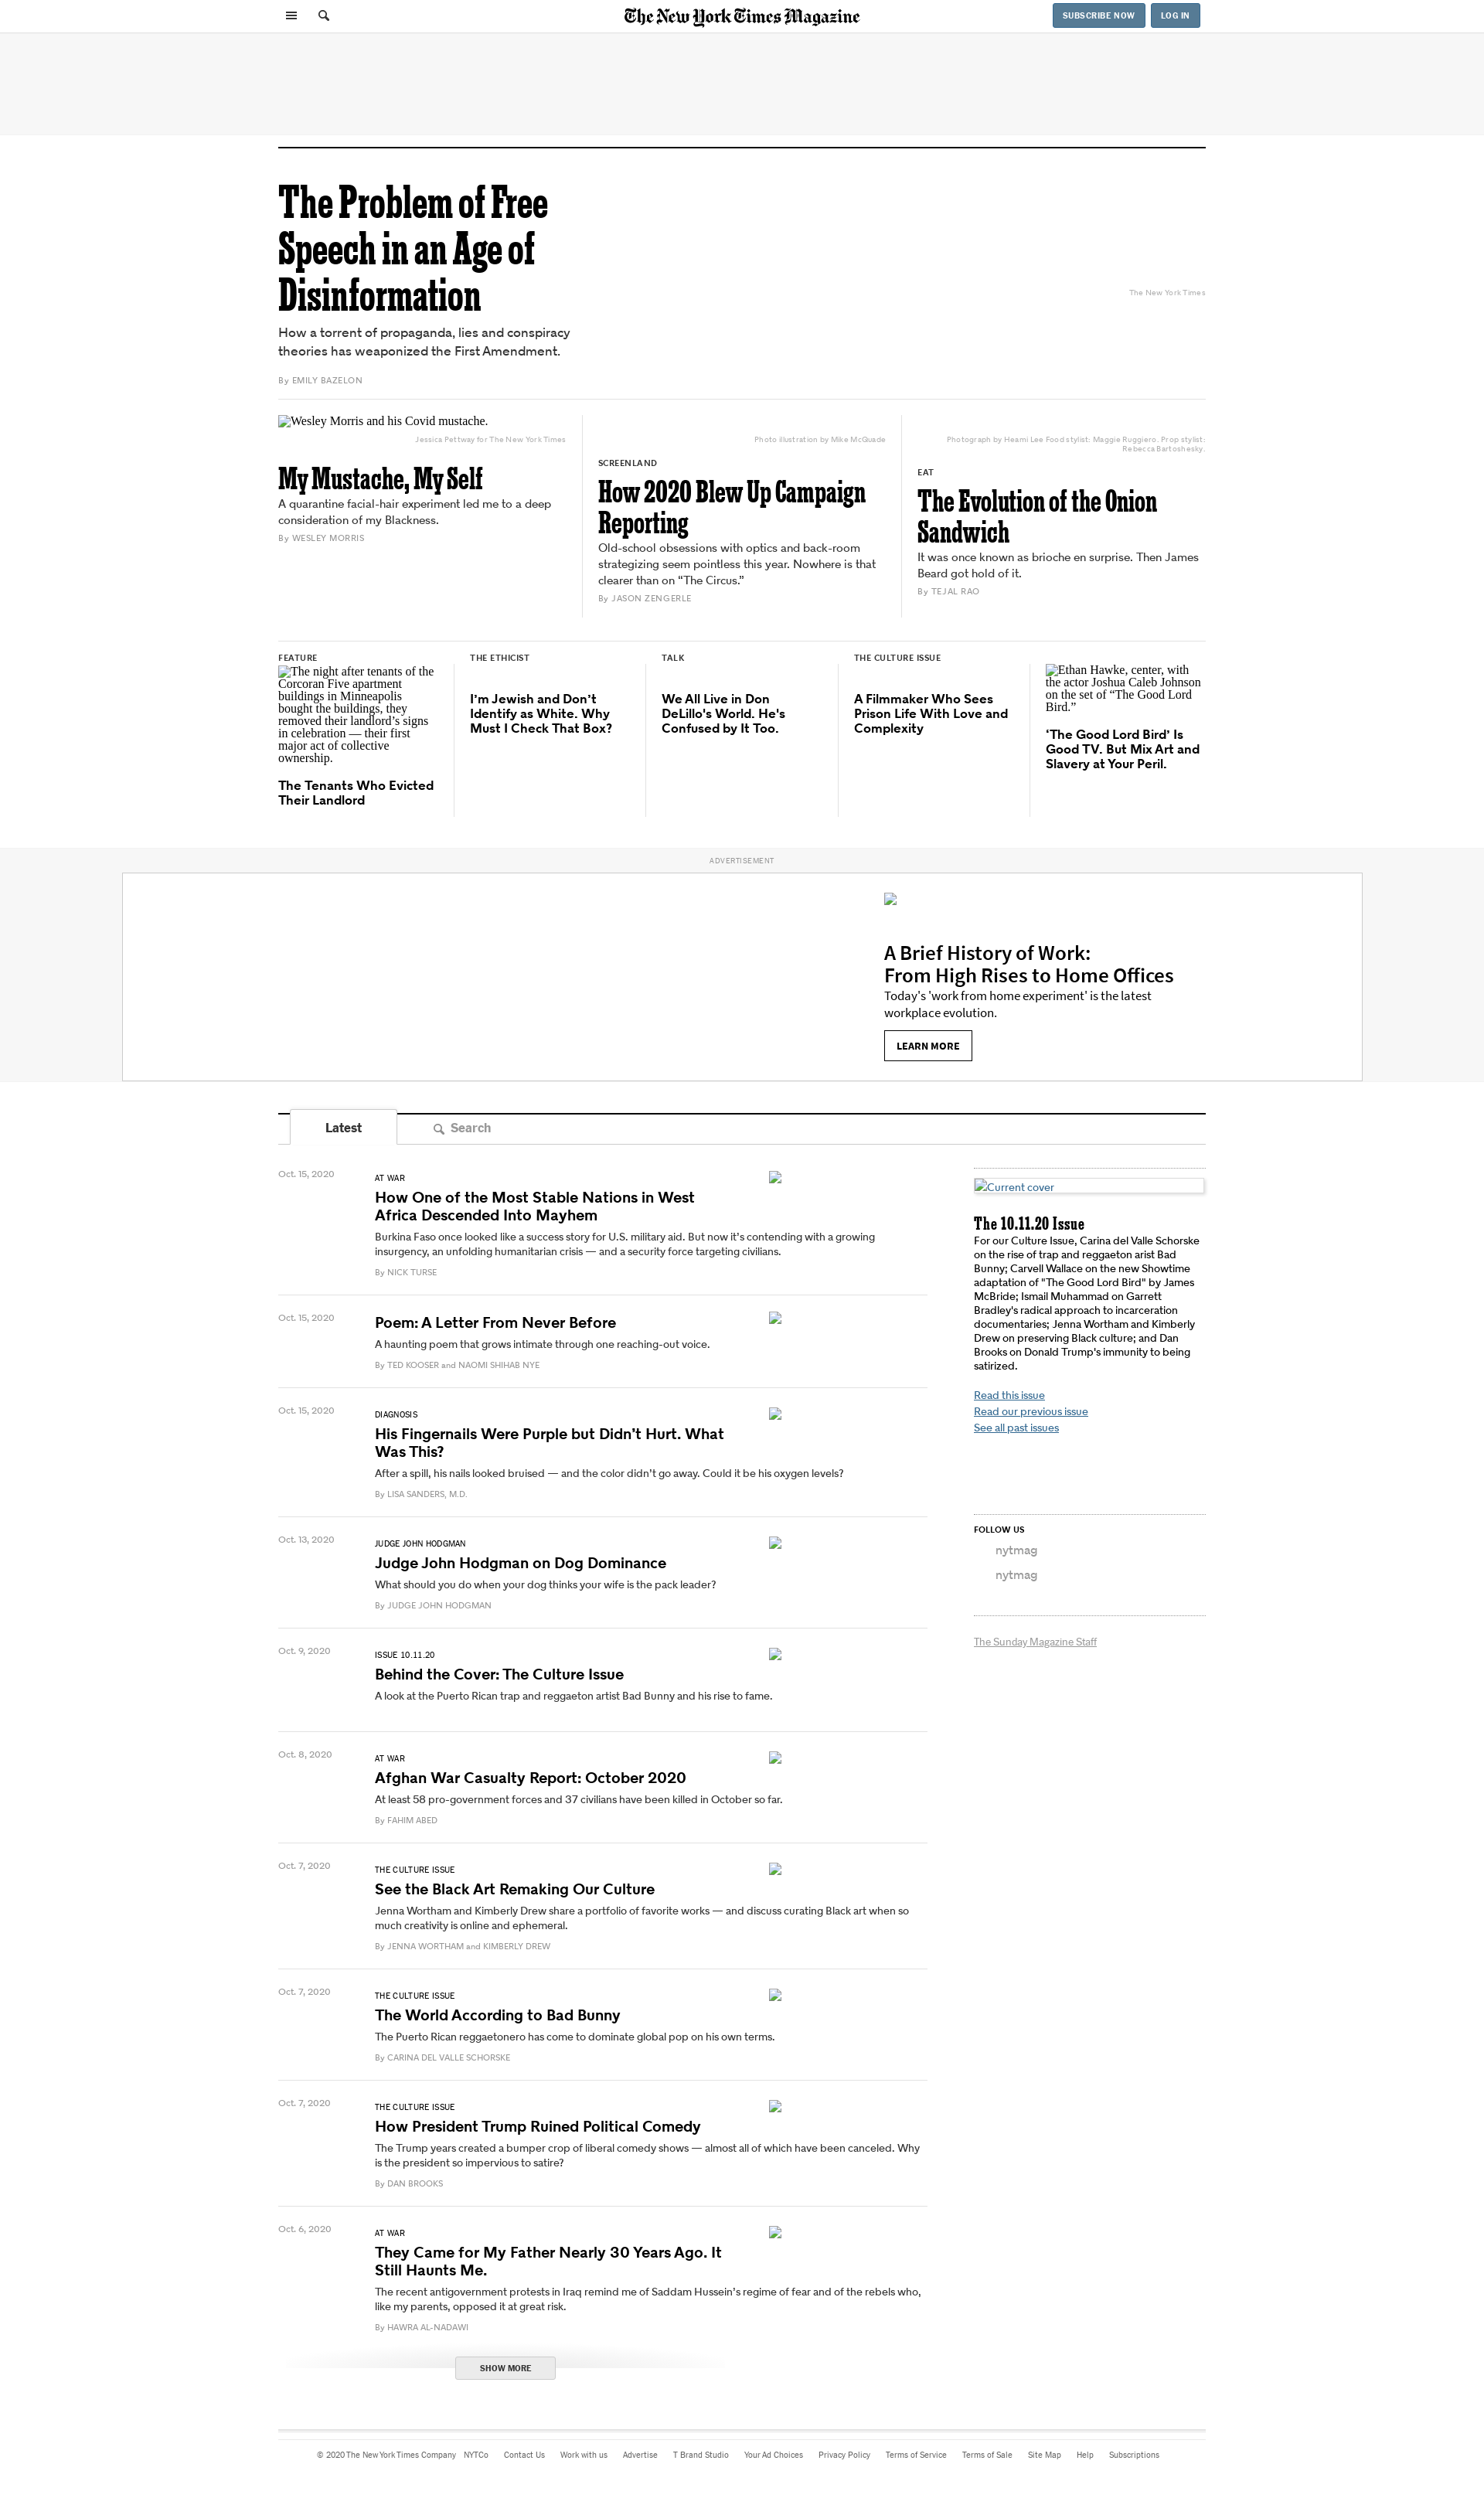 The New York Times Magazine
SUBSCRIBE NOW
LOG IN
The Problem of Free
Speech in an Age of
Disinformation
How a torrent of propaganda, lies and conspiracy
theories has weaponized the First Amendment.
By EMILY BAZELON
The New York Times
Wesley Morris and his Covid mustache.
Jessica Pettway for The New York Times
My Mustache, My Self
A quarantine facial-hair experiment led me to a deep
consideration of my Blackness.
By WESLEY MORRIS
Photo illustration by Mike McQuade
SCREENLAND
How 2020 Blew Up Campaign
Reporting
Old-school obsessions with optics and back-room
strategizing seem pointless this year. Nowhere is that
clearer than on “The Circus.”
By JASON ZENGERLE
Photograph by Heami Lee Food stylist: Maggie Ruggiero. Prop stylist:
Rebecca Bartoshesky.
EAT
The Evolution of the Onion
Sandwich
It was once known as brioche en surprise. Then James
Beard got hold of it.
By TEJAL RAO
FEATURE
The night after tenants of the
Corcoran Five apartment
buildings in Minneapolis
bought the buildings, they
removed their landlord’s signs
in celebration — their first
major act of collective
ownership.
The Tenants Who Evicted
Their Landlord
THE ETHICIST
I’m Jewish and Don’t
Identify as White. Why
Must I Check That Box?
TALK
We All Live in Don
DeLillo's World. He's
Confused by It Too.
THE CULTURE ISSUE
A Filmmaker Who Sees
Prison Life With Love and
Complexity
Ethan Hawke, center, with
the actor Joshua Caleb Johnson
on the set of “The Good Lord
Bird.”
‘The Good Lord Bird’ Is
Good TV. But Mix Art and
Slavery at Your Peril.
ADVERTISEMENT
A Brief History of Work:
From High Rises to Home Offices
Today's 'work from home experiment' is the latest
workplace evolution.
LEARN MORE
Latest
Search
Oct. 15, 2020
AT WAR
How One of the Most Stable Nations in West
Africa Descended Into Mayhem
Burkina Faso once looked like a success story for U.S. military aid. But now it’s contending with a growing
insurgency, an unfolding humanitarian crisis — and a security force targeting civilians.
By NICK TURSE
Oct. 15, 2020
Poem: A Letter From Never Before
A haunting poem that grows intimate through one reaching-out voice.
By TED KOOSER and NAOMI SHIHAB NYE
Oct. 15, 2020
DIAGNOSIS
His Fingernails Were Purple but Didn’t Hurt. What
Was This?
After a spill, his nails looked bruised — and the color didn’t go away. Could it be his oxygen levels?
By LISA SANDERS, M.D.
Oct. 13, 2020
JUDGE JOHN HODGMAN
Judge John Hodgman on Dog Dominance
What should you do when your dog thinks your wife is the pack leader?
By JUDGE JOHN HODGMAN
Oct. 9, 2020
ISSUE 10.11.20
Behind the Cover: The Culture Issue
A look at the Puerto Rican trap and reggaeton artist Bad Bunny and his rise to fame.
Oct. 8, 2020
AT WAR
Afghan War Casualty Report: October 2020
At least 58 pro-government forces and 37 civilians have been killed in October so far.
By FAHIM ABED
Oct. 7, 2020
THE CULTURE ISSUE
See the Black Art Remaking Our Culture
Jenna Wortham and Kimberly Drew share a portfolio of favorite works — and discuss curating Black art when so
much creativity is online and ephemeral.
By JENNA WORTHAM and KIMBERLY DREW
Oct. 7, 2020
THE CULTURE ISSUE
The World According to Bad Bunny
The Puerto Rican reggaetonero has come to dominate global pop on his own terms.
By CARINA DEL VALLE SCHORSKE
Oct. 7, 2020
THE CULTURE ISSUE
How President Trump Ruined Political Comedy
The Trump years created a bumper crop of liberal comedy shows — almost all of which have been canceled. Why
is the president so impervious to satire?
By DAN BROOKS
Oct. 6, 2020
AT WAR
They Came for My Father Nearly 30 Years Ago. It
Still Haunts Me.
The recent antigovernment protests in Iraq remind me of Saddam Hussein’s regime of fear and of the rebels who,
like my parents, opposed it at great risk.
By HAWRA AL-NADAWI
SHOW MORE
Current cover
The 10.11.20 Issue
For our Culture Issue, Carina del Valle Schorske
on the rise of trap and reggaeton arist Bad
Bunny; Carvell Wallace on the new Showtime
adaptation of "The Good Lord Bird" by James
McBride; Ismail Muhammad on Garrett
Bradley's radical approach to incarceration
documentaries; Jenna Wortham and Kimberly
Drew on preserving Black culture; and Dan
Brooks on Donald Trump's immunity to being
satirized.
Read this issue
Read our previous issue
See all past issues
FOLLOW US
nytmag
nytmag
The Sunday Magazine Staff
© 2020 The New York Times Company NYTCo Contact Us Work with us Advertise T Brand Studio Your Ad Choices Privacy Policy Terms of Service Terms of Sale Site Map Help Subscriptions